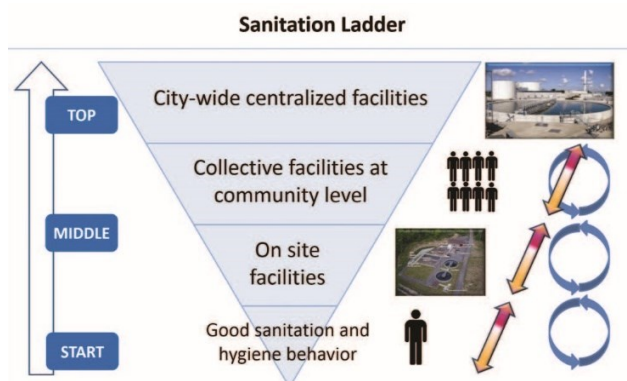 Sanitation Ladder
TOP
City-wide centralized facilities
Collective facilities at
community level
MIDDLE
On site
facilities
START
Good sanitation and
hygiene behavior